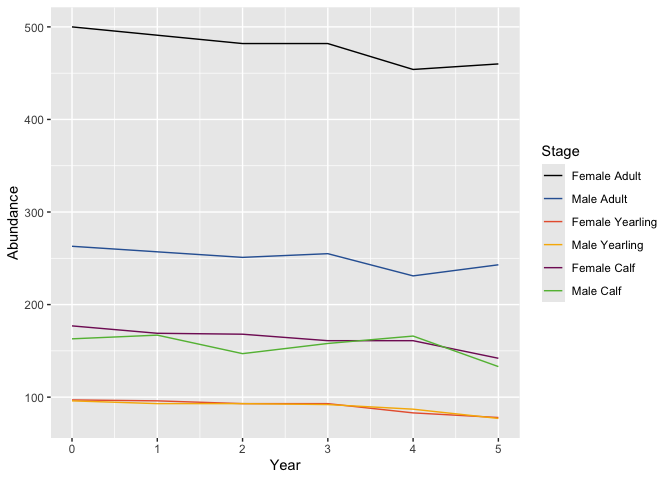 500
400
300
200
100
Abundance
0 1 2 3 4 5
Year
Stage
Female Adult
Male Adult
Female Yearling
Male Yearling
Female Calf
Male Calf